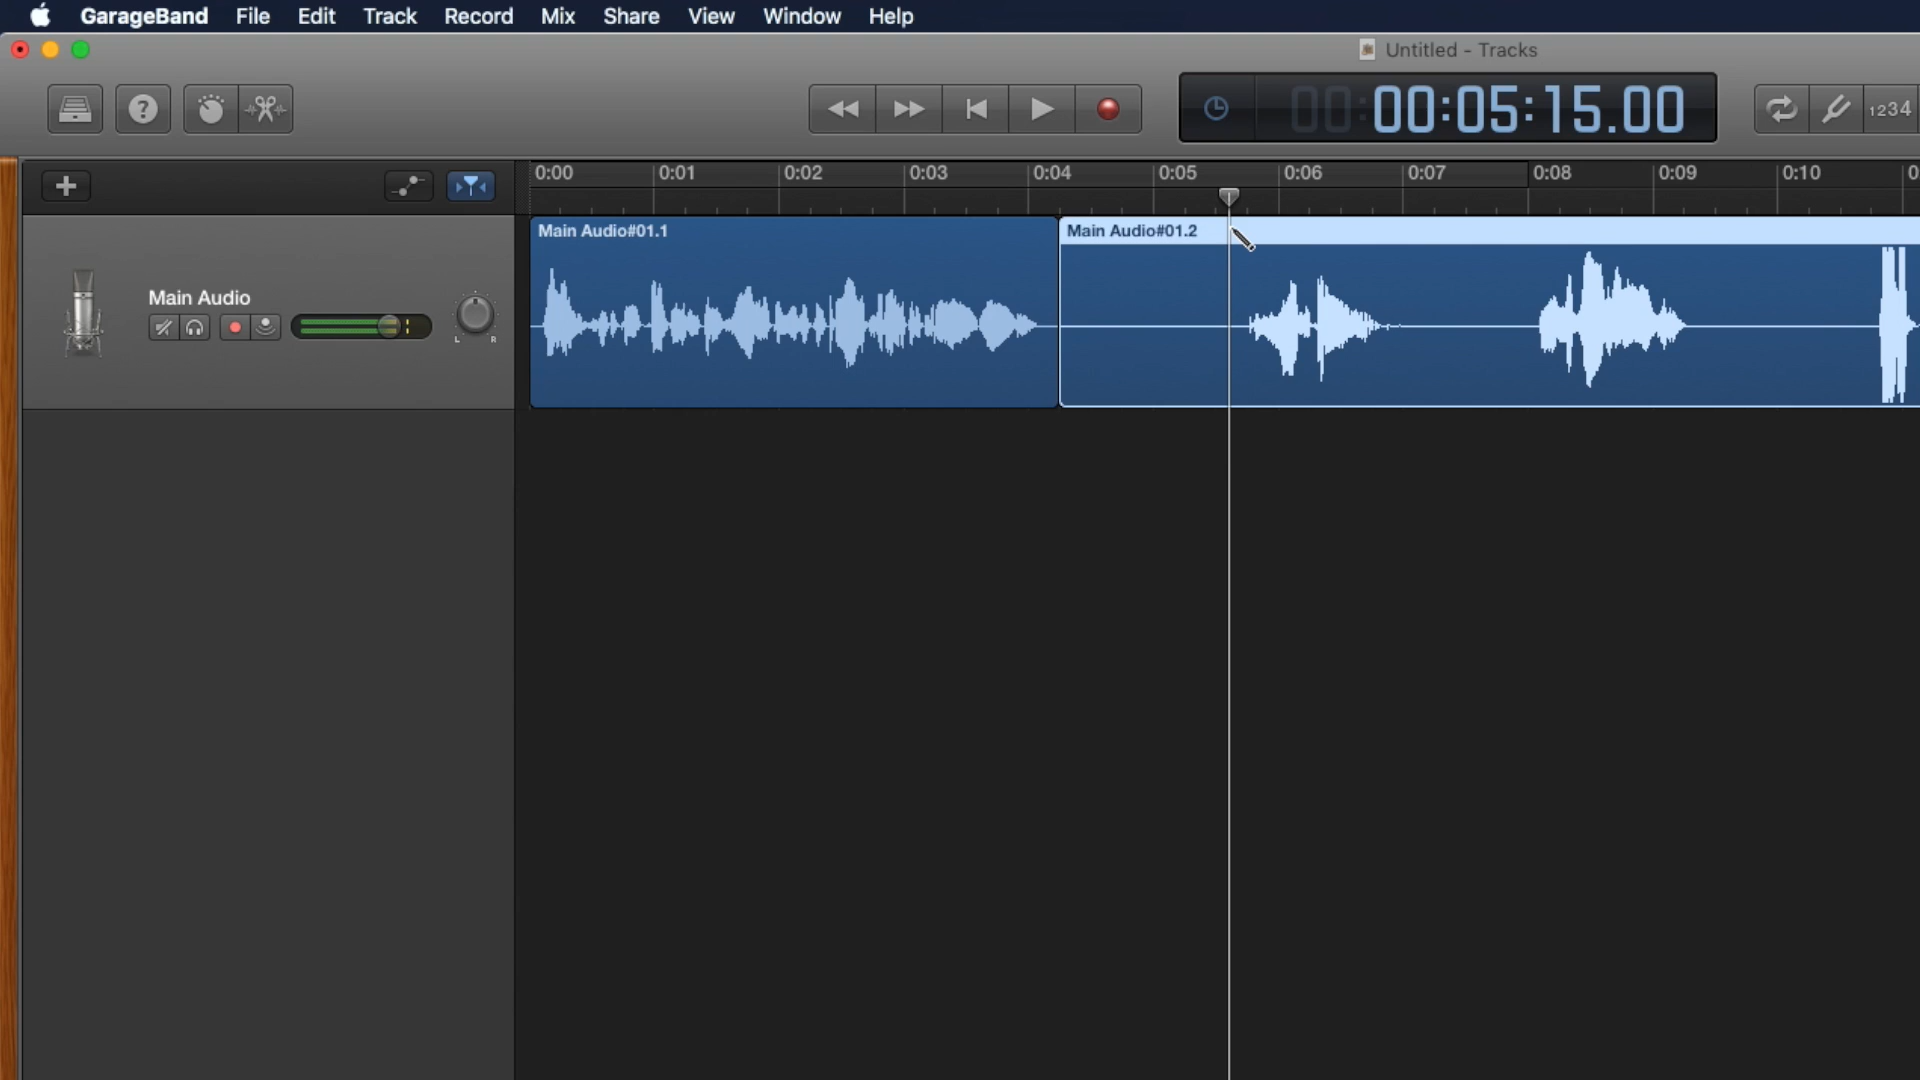 GarageBand File Edit Track Record Mix Share View Window Help
Untitled - Tracks
?
00:00:05:15.00
1234
0:00 0:01 0:02 0:03 0:04 0:05 0:06 0:07 0:08 0:09 0:10
Main Audio#01.1
Main Audio#01.2
Main Audio
L R